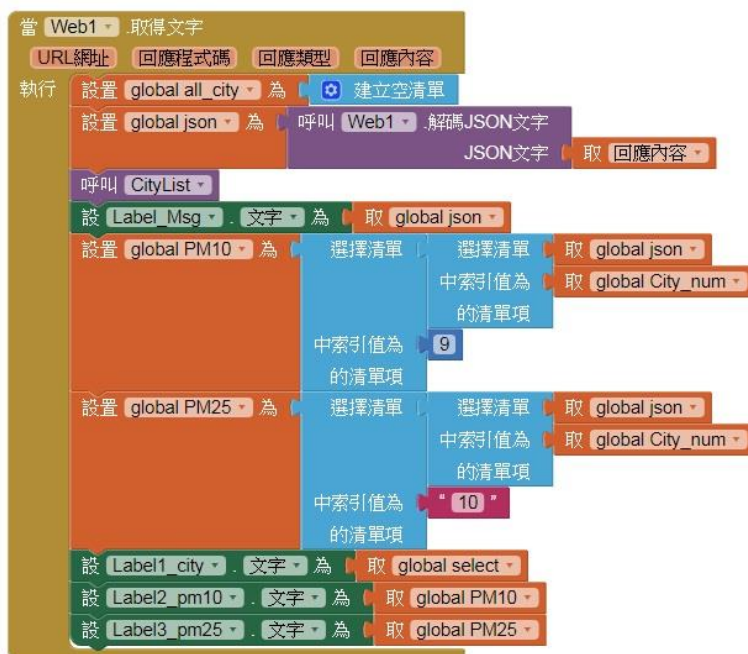 當 Web1 .取得文字
URL網址 回應程式碼 回應類型 回應內容
執行 設置 global all_city 為 建立空清單
設置 global json 為 呼叫 Web1 .解碼JSON文字
JSON文字 取 回應內容
呼叫 CityList
設 Label_Msg . 文字 為 取 global json
設置 global PM10 為 選擇清單 選擇清單 取 global json
中索引值為 取 global City_num
的清單項
中索引值為 9
的清單項
設置 global PM25 為 選擇清單 選擇清單 取 global json
中索引值為 取 global City_num
的清單項
中索引值為 " 10 "
的清單項
設 Label1_city . 文字 為 取 global select
設 Label2_pm10 . 文字 為 取 global PM10
設 Label3_pm25 . 文字 為 取 global PM25